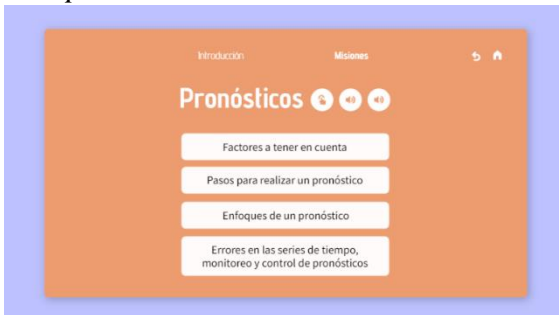 Introducción
Misiones
Pronósticos
Factores a tener en cuenta
Pasos para realizar un pronóstico
Enfoques de un pronóstico
Errores en las series de tiempo,
monitoreo y control de pronósticos